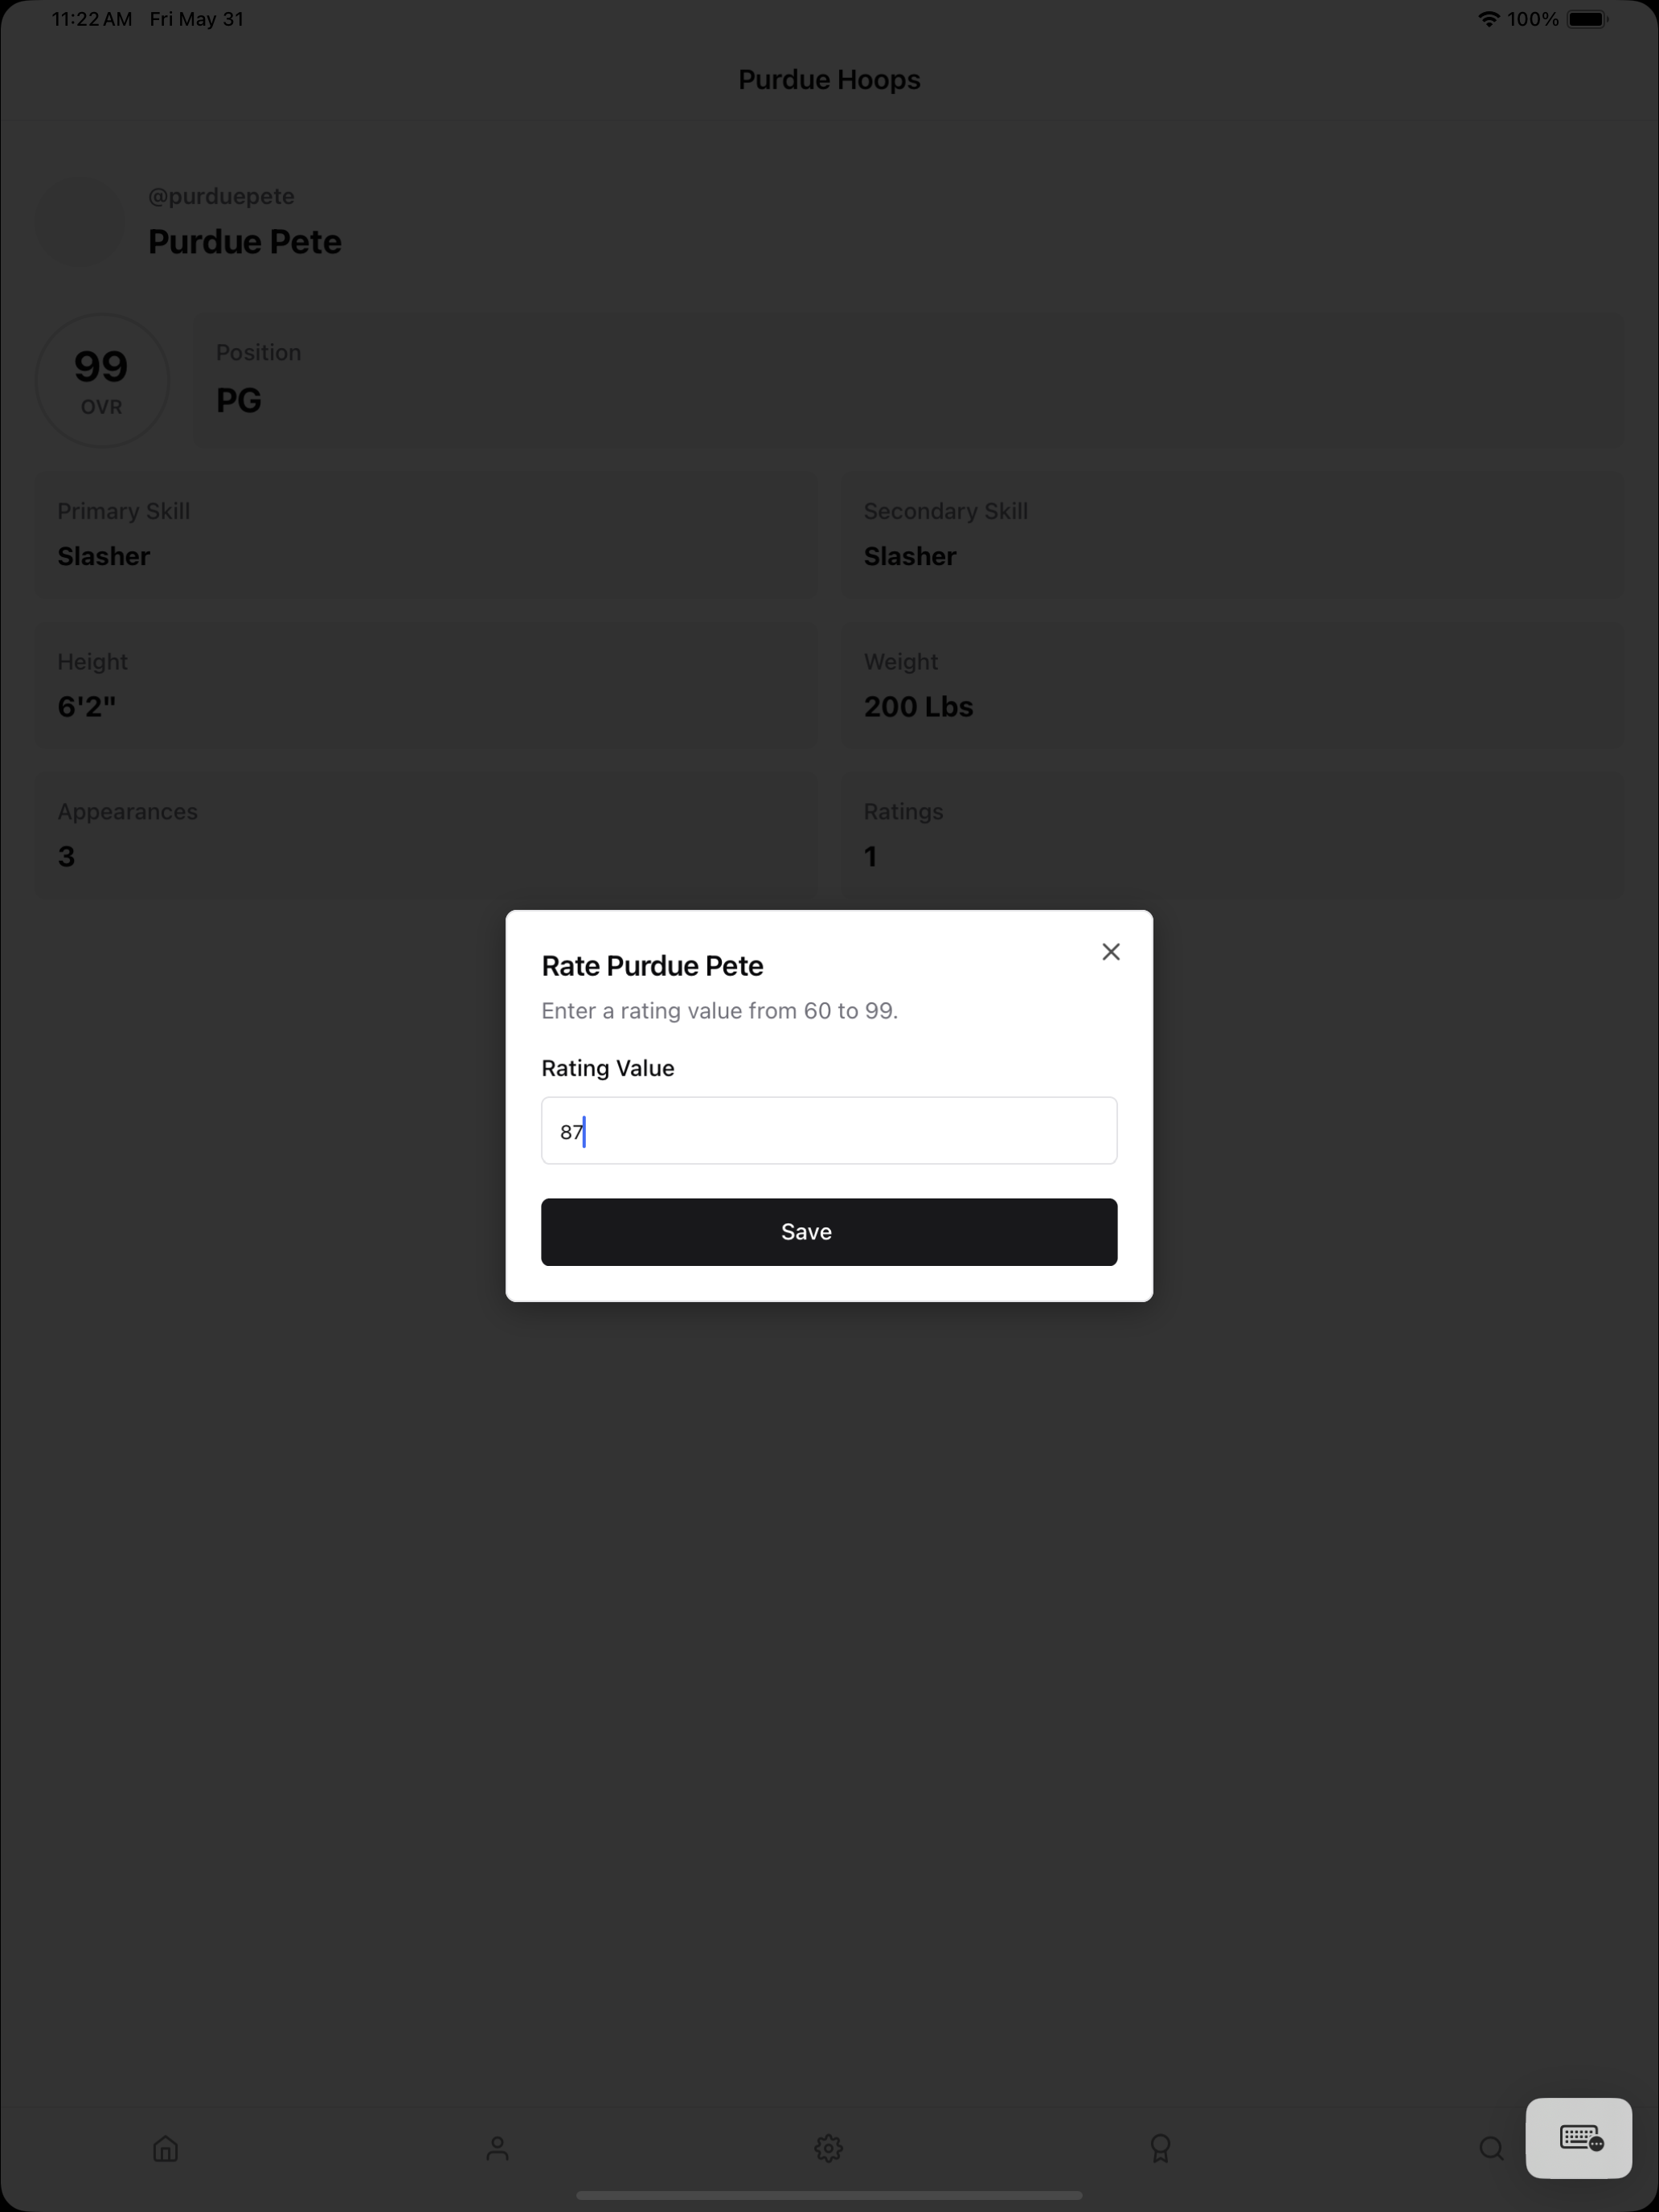 11:22 AM Fri May 31 100%
Purdue Hoops
@purduepete
Purdue Pete
99
OVR
Position
PG
Primary Skill
Slasher
Secondary Skill
Slasher
Height
6'2"
Weight
200 Lbs
Appearances
3
Ratings
1
Rate Purdue Pete
Enter a rating value from 60 to 99.
Rating Value
87
Save